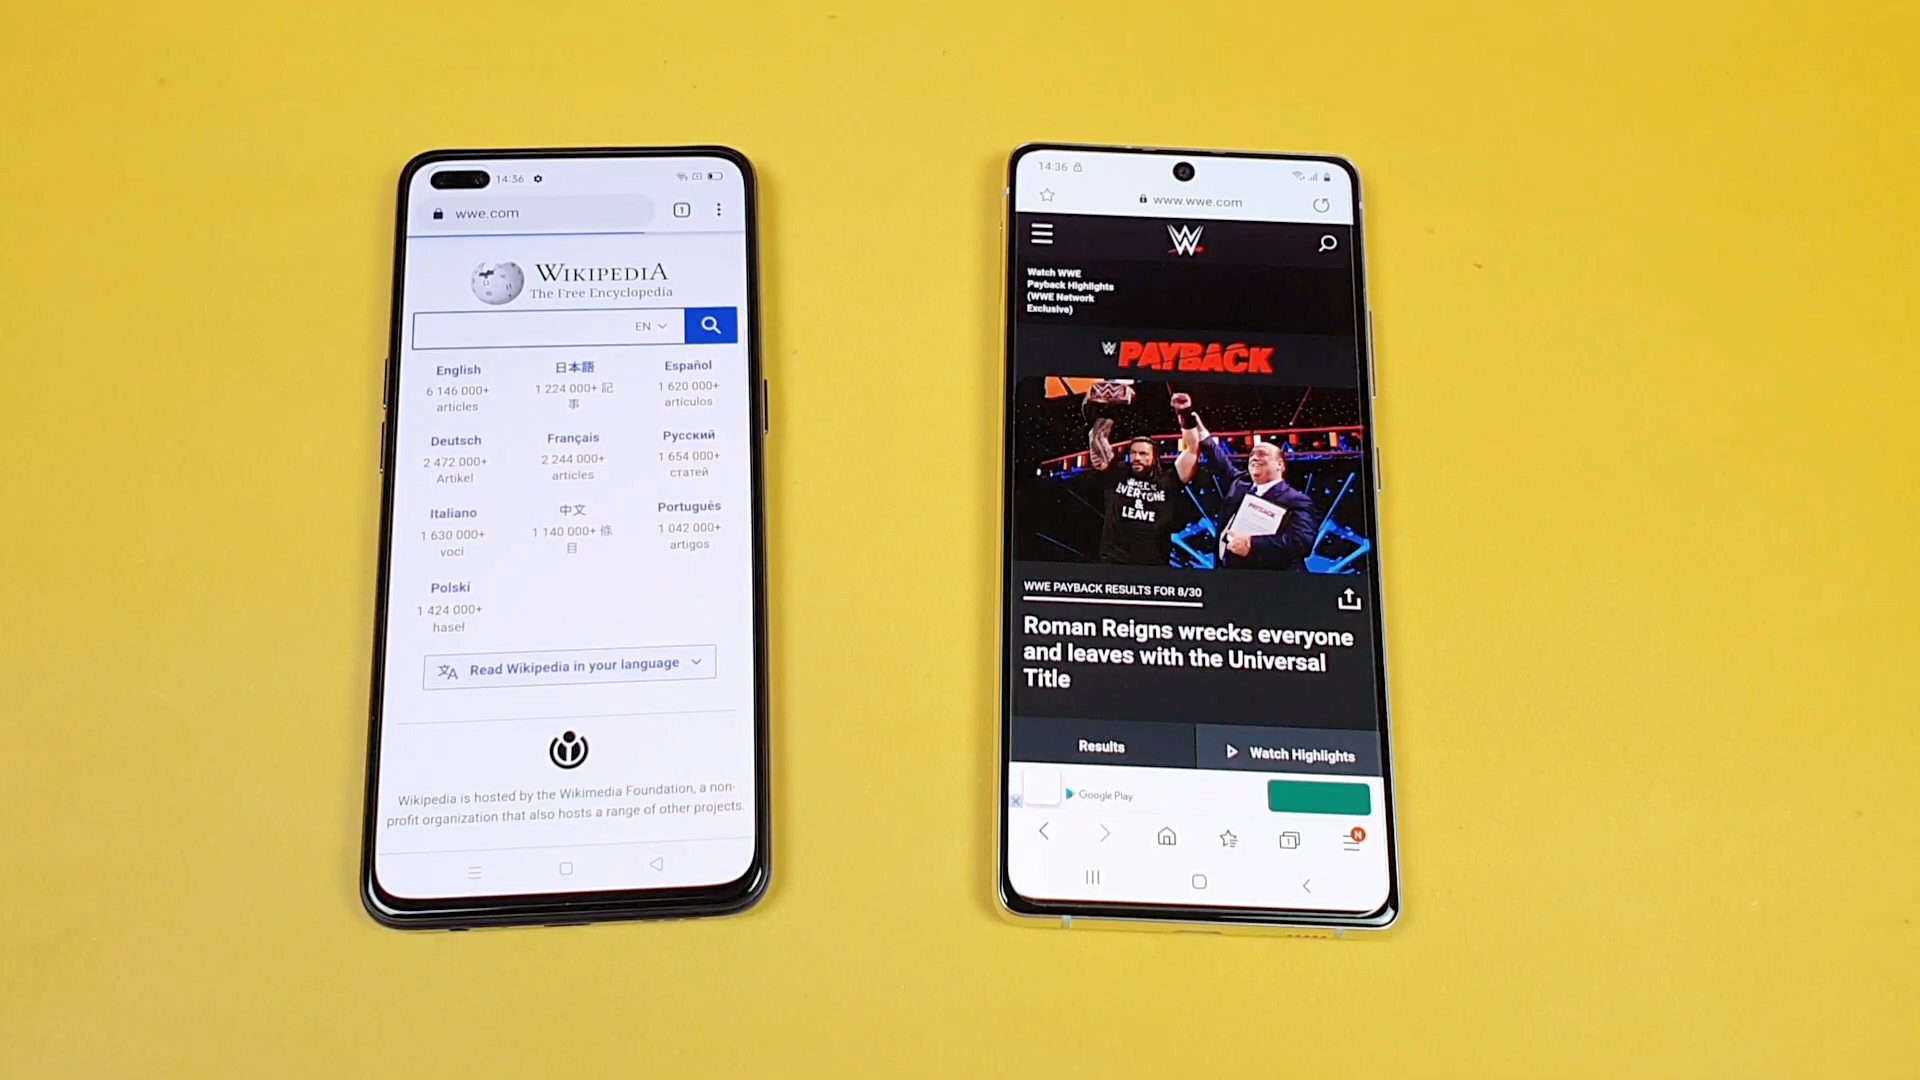 14:36
wwe.com
1
WIKIPEDIA
The Free Encyclopedia
EN
English
6 146 000+
articles
日本語
1 224 000+ 記
事
Español
1 620 000+
artículos
Deutsch
2 472 000+
Artikel
Français
2 244 000+
articles
Русский
1 654 000+
статей
Italiano
1 630 000+
voci
中文
1 140 000+ 條
目
Português
1 042 000+
artigos
Polski
1 424 000+
haseł
Read Wikipedia in your language
Wikipedia is hosted by the Wikimedia Foundation, a non-
profit organization that also hosts a range of other projects.
14:36
www.wwe.com
W
Watch WWE
Payback Highlights
(WWE Network
Exclusive)
W PAYBACK
EVERYONE
&
LEAVE
PAYBACK
WWE PAYBACK RESULTS FOR 8/30
Roman Reigns wrecks everyone
and leaves with the Universal
Title
Results
Watch Highlights
Google Play
1
N